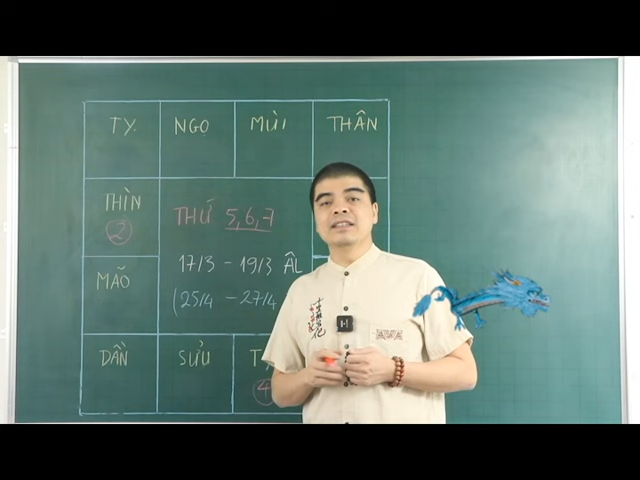 TỴ NGỌ MÙI THÂN
THÌN
②
THỨ 5,6,7
MÃO
17/3 - 19/3 ÂL
(25/4 - 27/4
DẦN SỬU
④